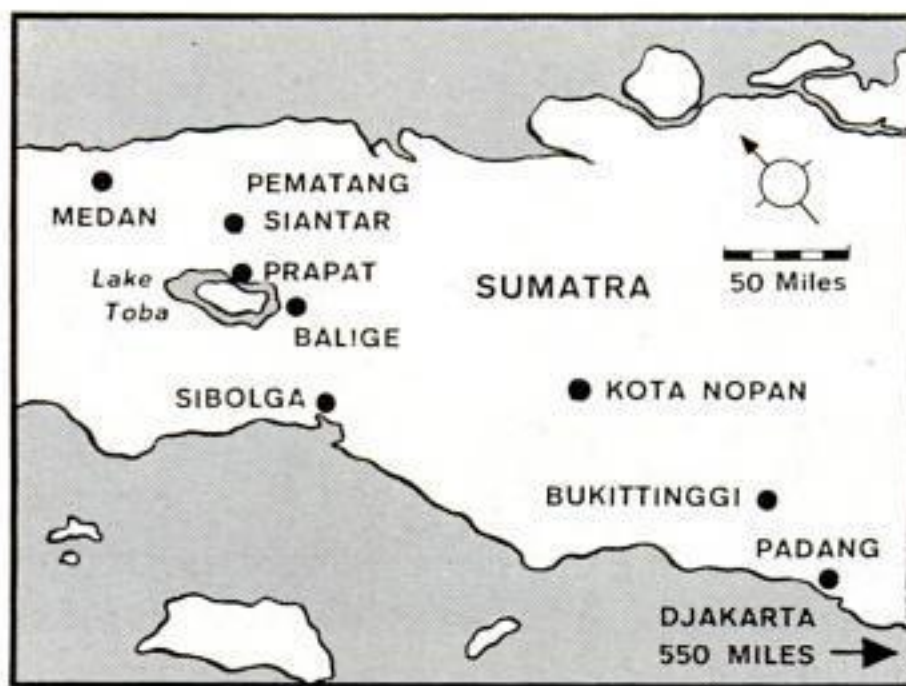 MEDAN
PEMATANG
SIANTAR
PRAPAT
Lake
Toba
BALIGE
SIBOLGA
SUMATRA
50 Miles
KOTA NOPAN
BUKITTINGGI
PADANG
DJAKARTA
550 MILES